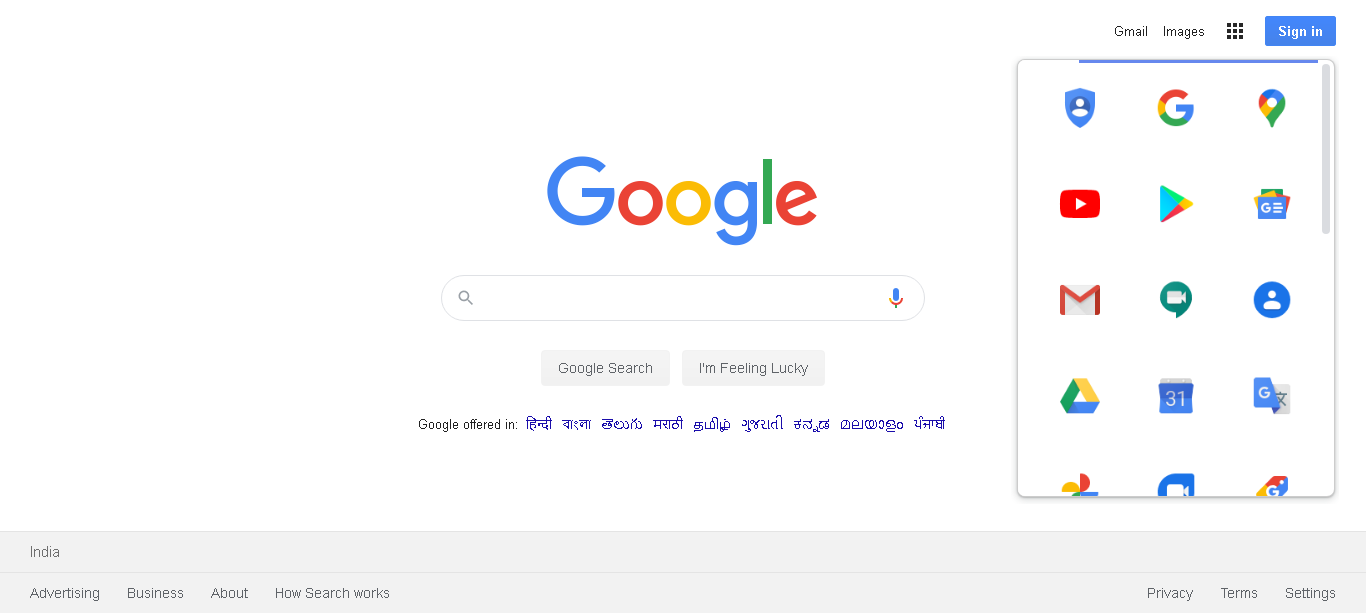 Gmail Images Sign in
Google
Google Search I'm Feeling Lucky
Google offered in: हिन्दी বাংলা తెలుగు मराठी தமிழ் ગુજરાતી ಕನ್ನಡ മലയാളം ਪੰਜਾਬੀ
31
India
Advertising Business About How Search works Privacy Terms Settings